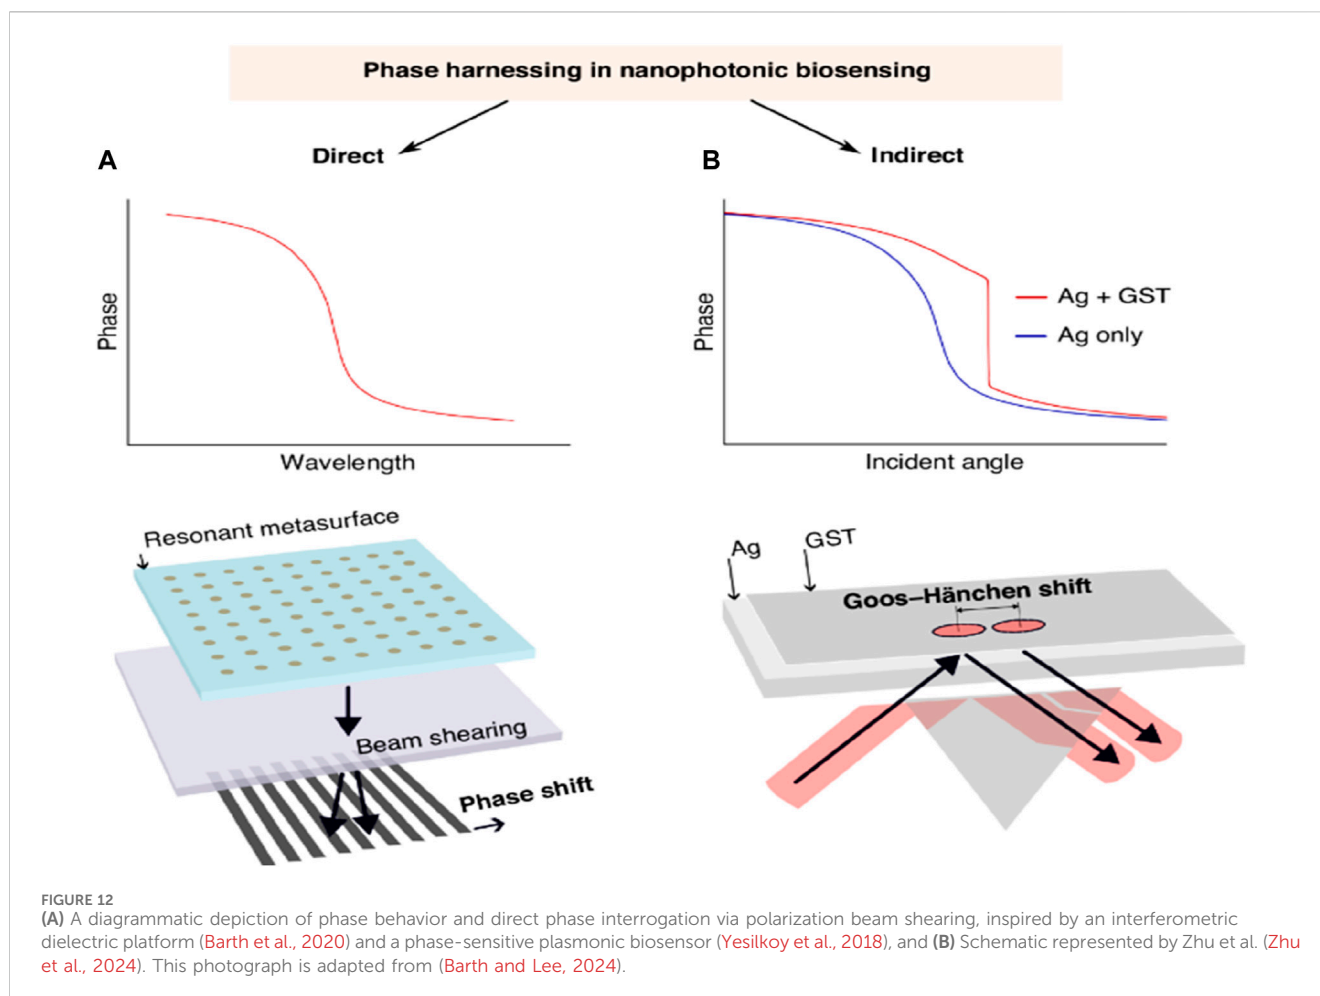 Phase harnessing in nanophotonic biosensing
A
Direct
B
Indirect
Phase
Wavelength
Phase
Ag + GST
Ag only
Incident angle
Resonant metasurface
Beam shearing
Phase shift
Ag
GST
Goos–Hänchen shift
FIGURE 12
(A) A diagrammatic depiction of phase behavior and direct phase interrogation via polarization beam shearing, inspired by an interferometric
dielectric platform (Barth et al., 2020) and a phase-sensitive plasmonic biosensor (Yesilkoy et al., 2018), and (B) Schematic represented by Zhu et al. (Zhu
et al., 2024). This photograph is adapted from (Barth and Lee, 2024).